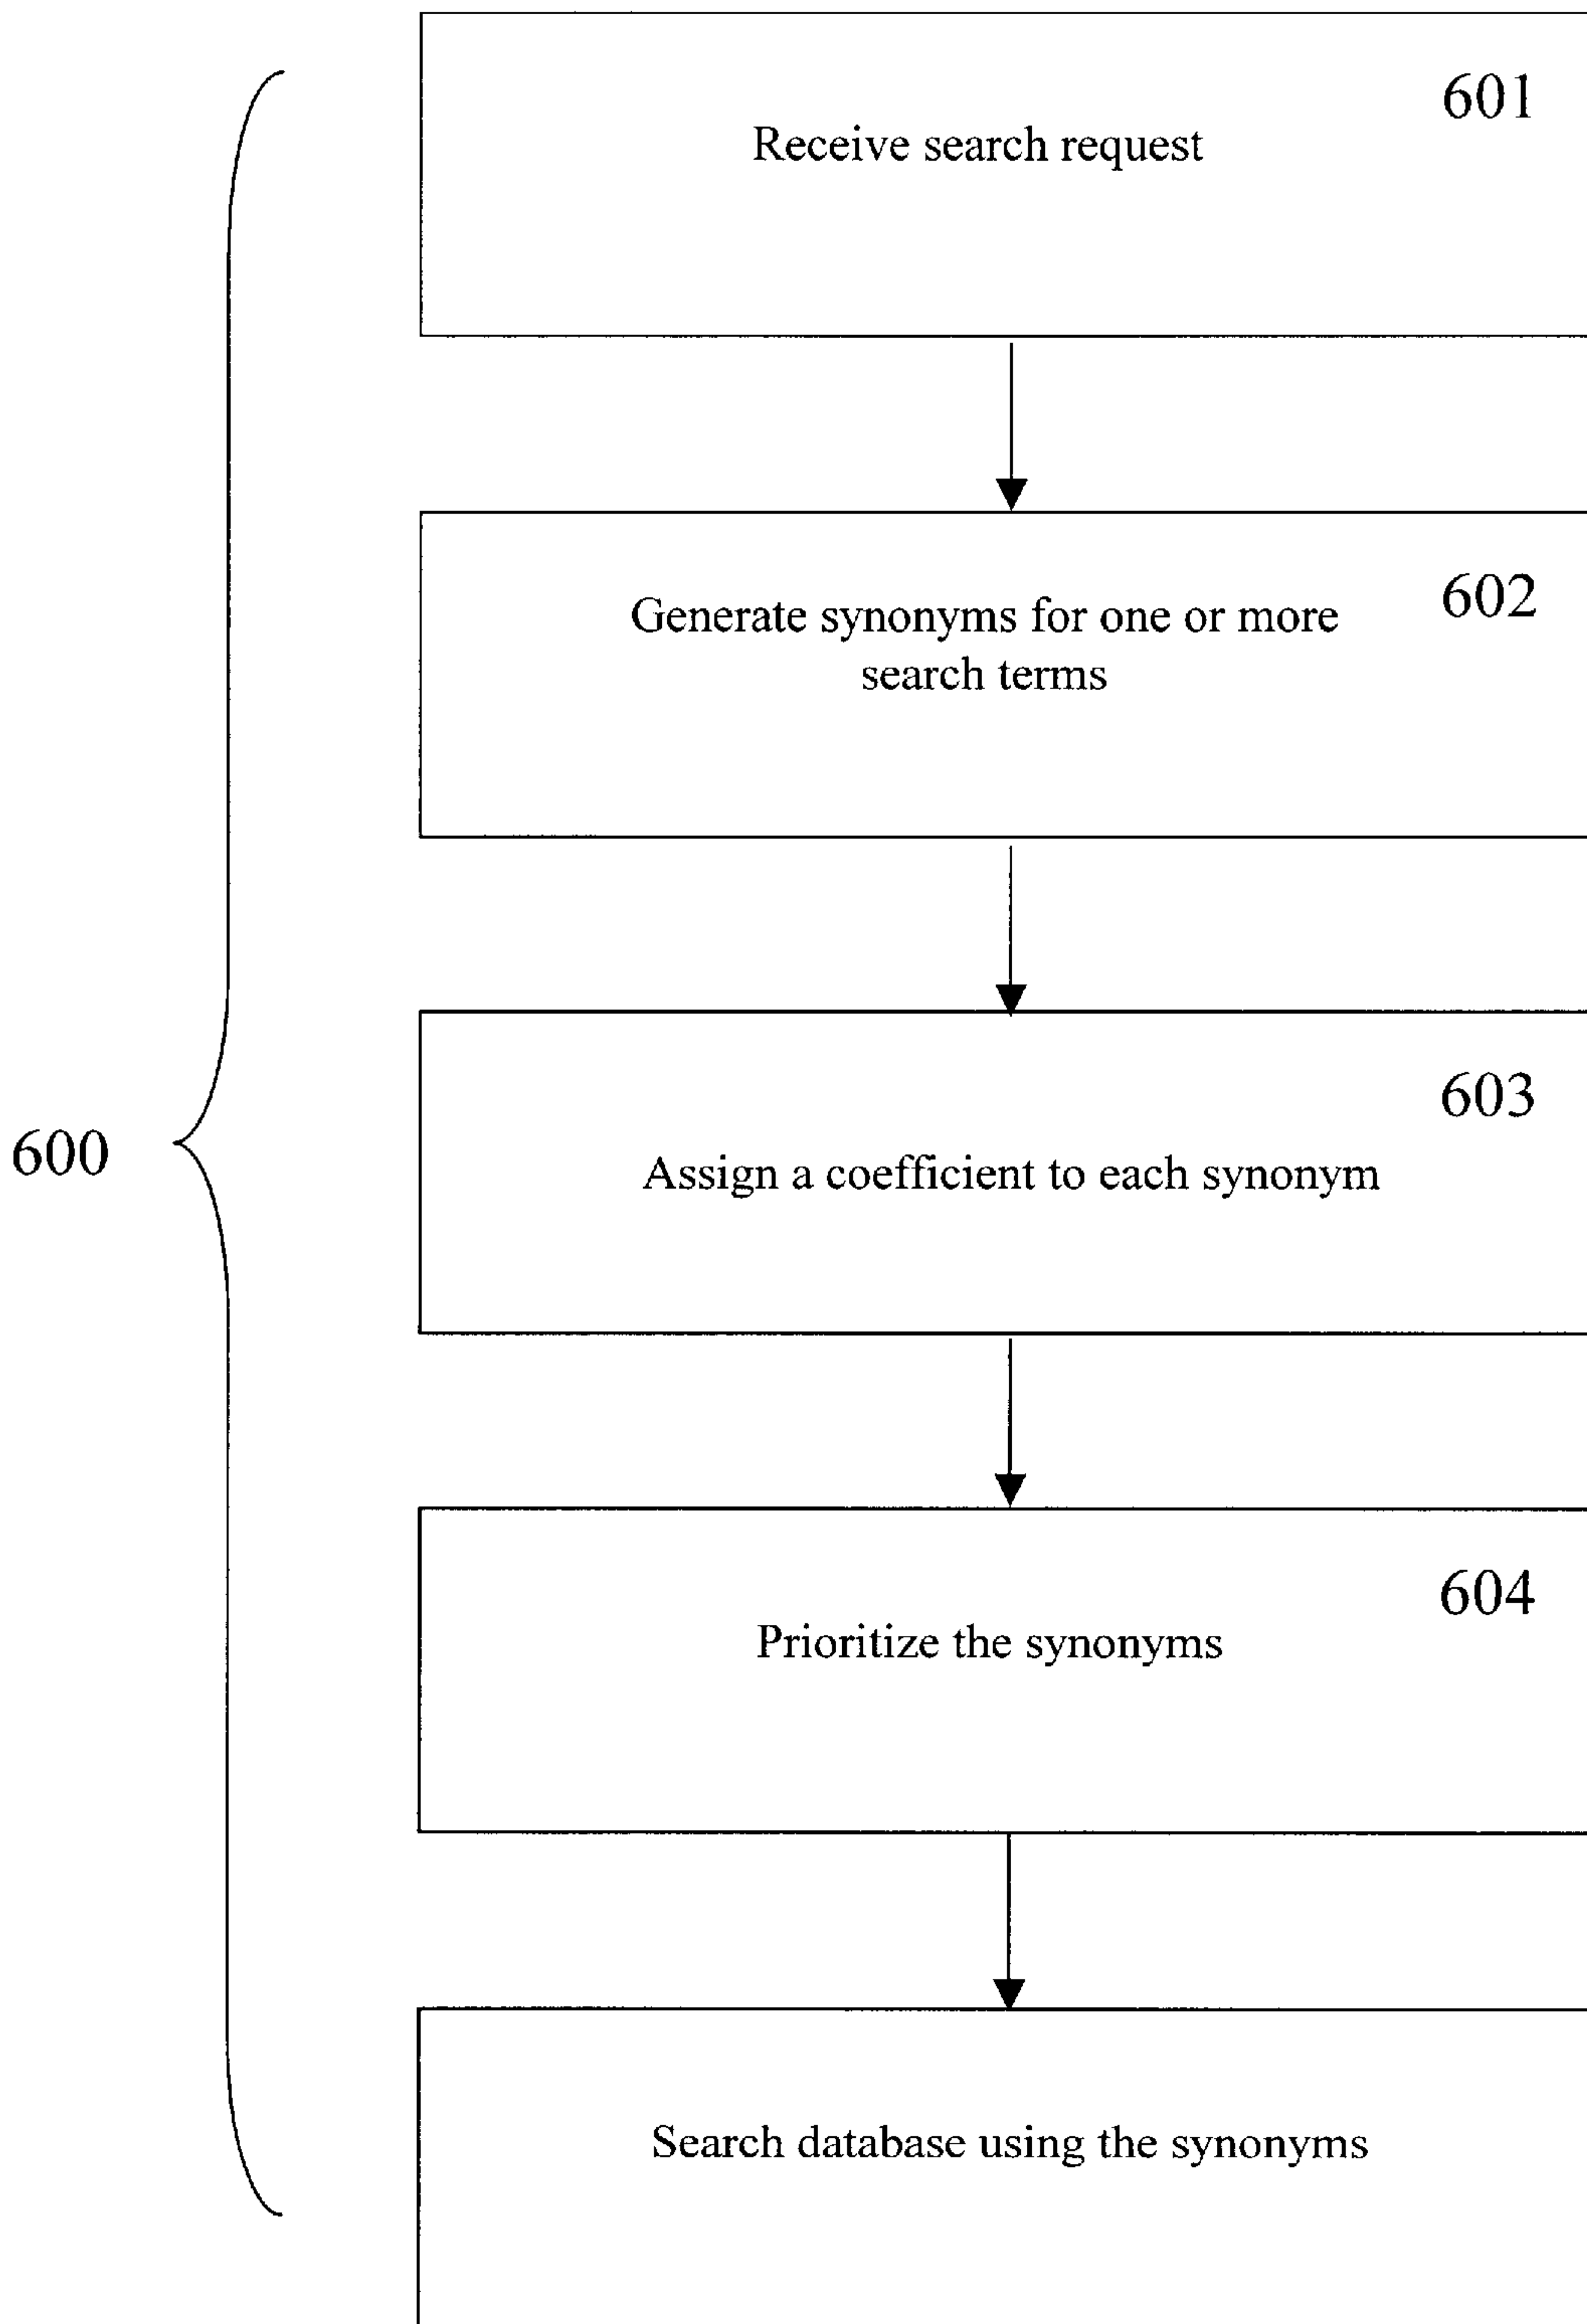 601
Receive search request
602
Generate synonyms for one or more
search terms
603
Assign a coefficient to each synonym
600
604
Prioritize the synonyms
Search database using the synonyms